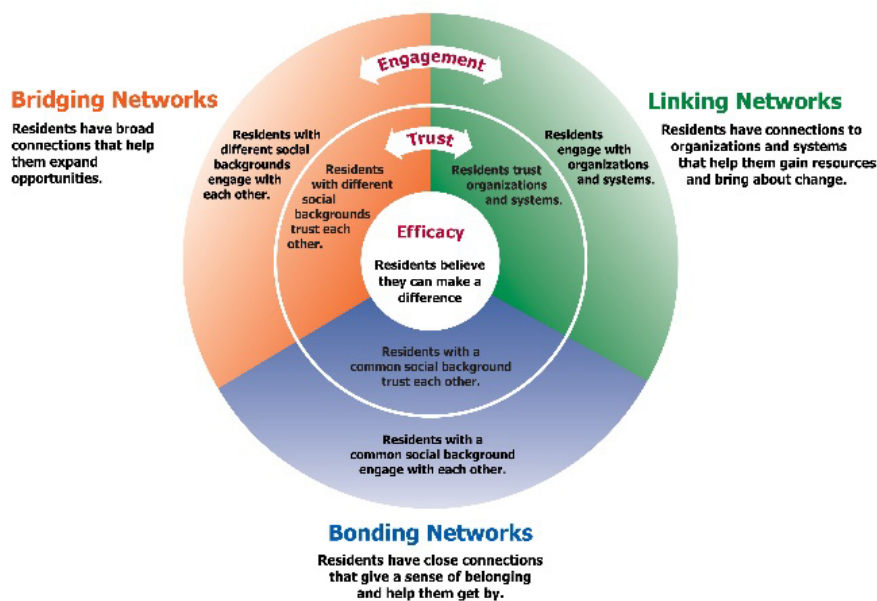 Engagement
Bridging Networks
Residents have broad
connections that help
them expand
opportunities.
Residents with
different social
backgrounds
engage with
each other.
Trust
Residents
with different
social
backgrounds
trust each
other.
Residents trust
organizations
and systems.
Residents
engage with
organizations
and systems.
Linking Networks
Residents have connections to
organizations and systems
that help them gain resources
and bring about change.
Efficacy
Residents believe
they can make a
difference
Residents with a
common social background
trust each other.
Residents with a
common social background
engage with each other.
Bonding Networks
Residents have close connections
that give a sense of belonging
and help them get by.